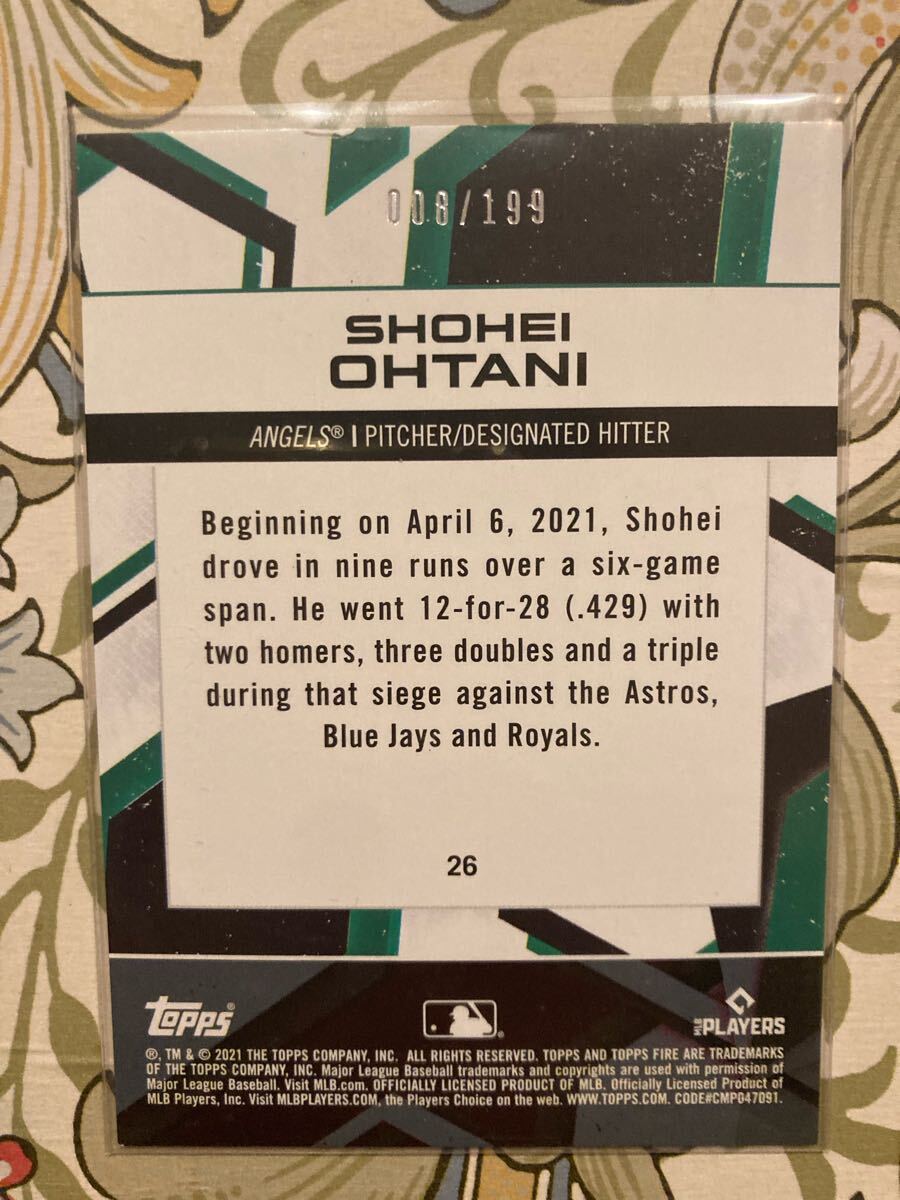 008/199
SHOHEI
OHTANI
ANGELS® | PITCHER/DESIGNATED HITTER
Beginning on April 6, 2021, Shohei
drove in nine runs over a six-game
span. He went 12-for-28 (.429) with
two homers, three doubles and a triple
during that siege against the Astros,
Blue Jays and Royals.
26
TOPPS®
MLB PLAYERS
®, TM & © 2021 THE TOPPS COMPANY, INC. ALL RIGHTS RESERVED. TOPPS AND TOPPS FIRE ARE TRADEMARKS
OF THE TOPPS COMPANY, INC. Major League Baseball trademarks and copyrights are used with permission of
Major League Baseball. Visit MLB.com. OFFICIALLY LICENSED PRODUCT OF MLB. Officially Licensed Product of
MLB Players, Inc. Visit MLBPLAYERS.COM, the Players Choice on the web. WWW.TOPPS.COM. CODE#CMP047091.